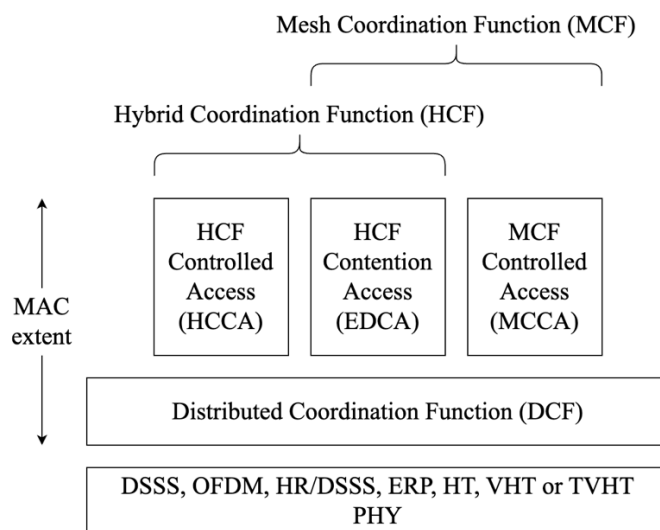 Mesh Coordination Function (MCF)
Hybrid Coordination Function (HCF)
MAC
extent
HCF
Controlled
Access
(HCCA)
HCF
Contention
Access
(EDCA)
MCF
Controlled
Access
(MCCA)
Distributed Coordination Function (DCF)
DSSS, OFDM, HR/DSSS, ERP, HT, VHT or TVHT
PHY